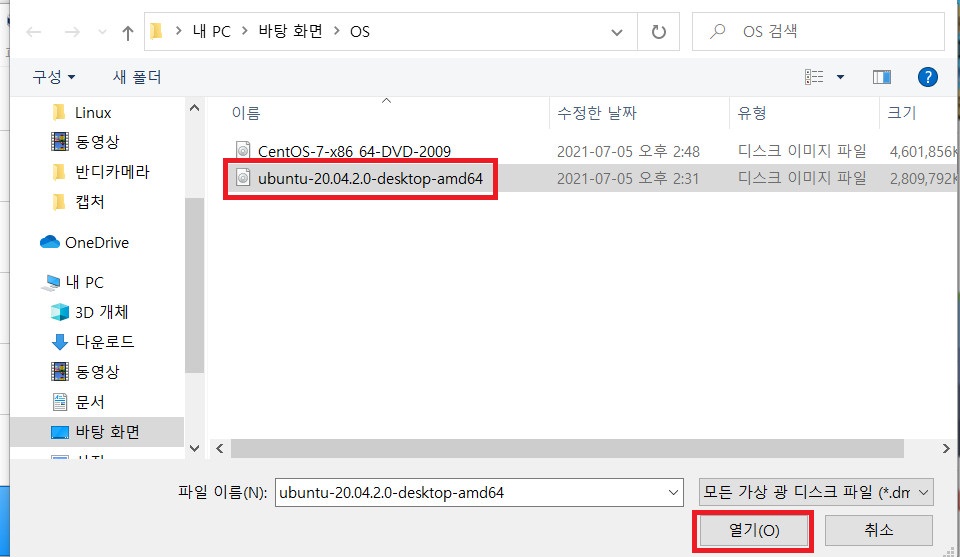 내 PC > 바탕 화면 > OS
OS 검색
구성
새 폴더
이름
수정한 날짜
유형
크기
CentOS-7-x86_64-DVD-2009
2021-07-05 오후 2:48
디스크 이미지 파일
4,601,856K
ubuntu-20.04.2.0-desktop-amd64
2021-07-05 오후 2:31
디스크 이미지 파일
2,809,792K
Linux
동영상
반디카메라
캡처
OneDrive
내 PC
3D 개체
다운로드
동영상
문서
바탕 화면
파일 이름(N):
ubuntu-20.04.2.0-desktop-amd64
모든 가상 광 디스크 파일 (*.dm
열기(O)
취소